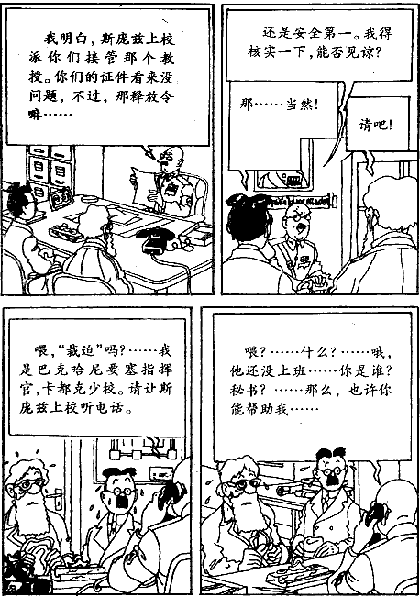 我明白，斯庞兹上校
派你们接管那个教
授。你们的证件看来没
问题，不过，那释放令
嘛……
还是安全第一。我得
核实一下，能否见谅？
那……当然！
请吧！
喂，“裁迫”吗？……我
是巴克哈尼要塞指挥
官，卡都克少校。请让斯
庞兹上校听电话。
喂？……什么？……哦，
他还没上班……你是谁？
秘书？……那么，也许你
能帮助我……